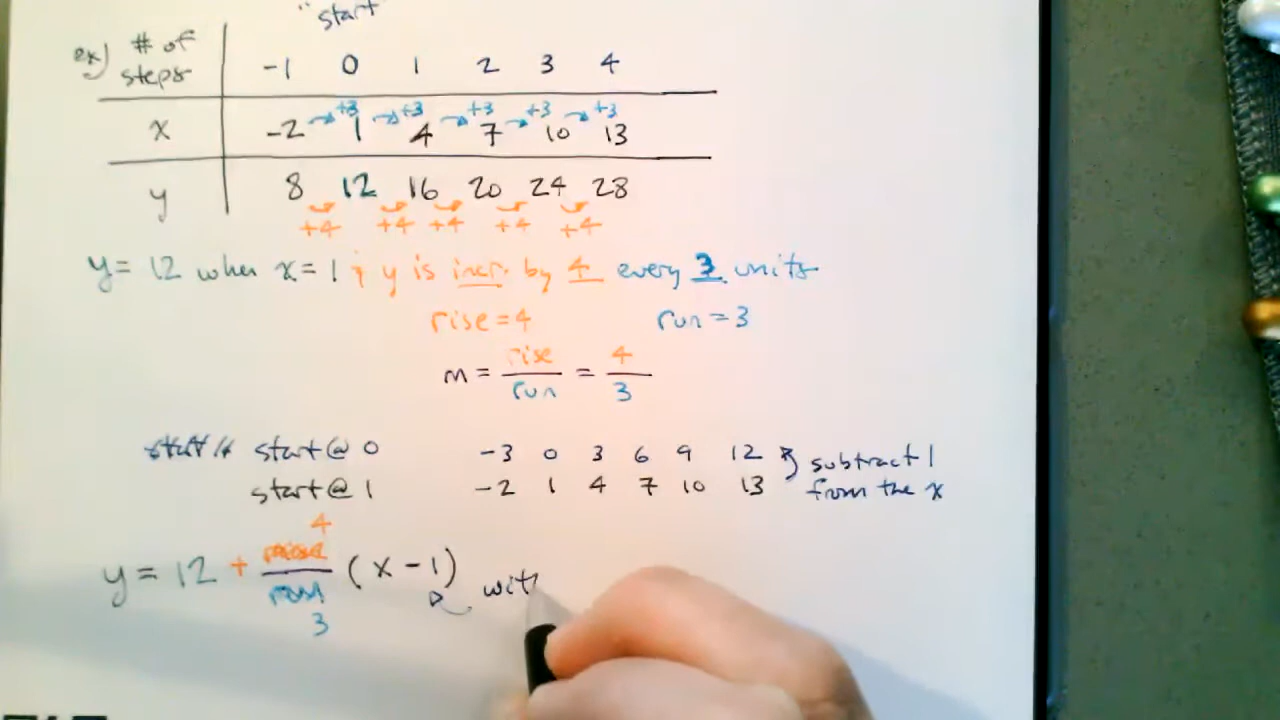 "start"
ex) # of steps -1 0 1 2 3 4
+3 +3 +3 +3 +3
x -2 1 4 7 10 13
y 8 12 16 20 24 28
+4 +4 +4 +4 +4
y = 12 when x = 1 & y is incr. by 4 every 3 units
rise = 4 run = 3
m = rise/run = 4/3
start @ 0 -3 0 3 6 9 12 subtract 1
start @ 1 -2 1 4 7 10 13 from the x
4
y = 12 + rise/run (x - 1) with
3